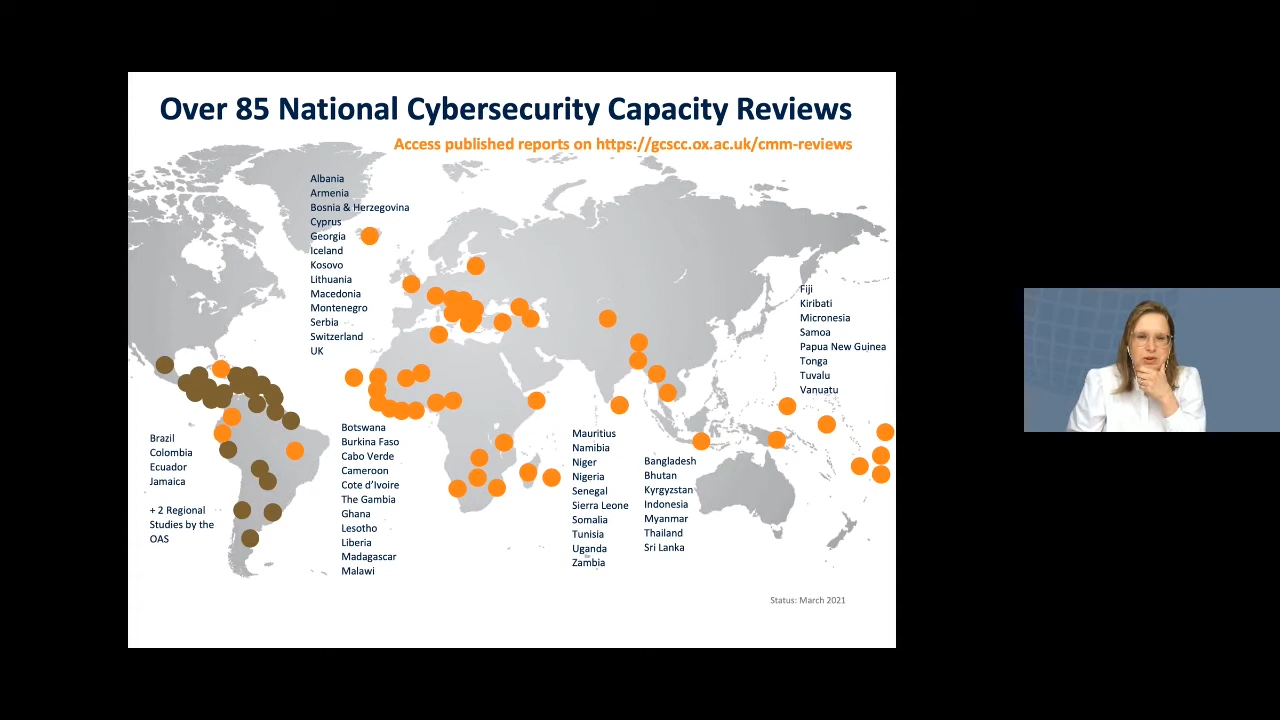 Over 85 National Cybersecurity Capacity Reviews
Access published reports on https://gcscc.ox.ac.uk/cmm-reviews
Albania
Armenia
Bosnia & Herzegovina
Cyprus
Georgia
Iceland
Kosovo
Lithuania
Macedonia
Montenegro
Serbia
Switzerland
UK
Fiji
Kiribati
Micronesia
Samoa
Papua New Guinea
Tonga
Tuvalu
Vanuatu
Brazil
Colombia
Ecuador
Jamaica
+ 2 Regional
Studies by the
OAS
Botswana
Burkina Faso
Cabo Verde
Cameroon
Cote d'Ivoire
The Gambia
Ghana
Lesotho
Liberia
Madagascar
Malawi
Mauritius
Namibia
Niger
Nigeria
Senegal
Sierra Leone
Somalia
Tunisia
Uganda
Zambia
Bangladesh
Bhutan
Kyrgyzstan
Indonesia
Myanmar
Thailand
Sri Lanka
Status: March 2021